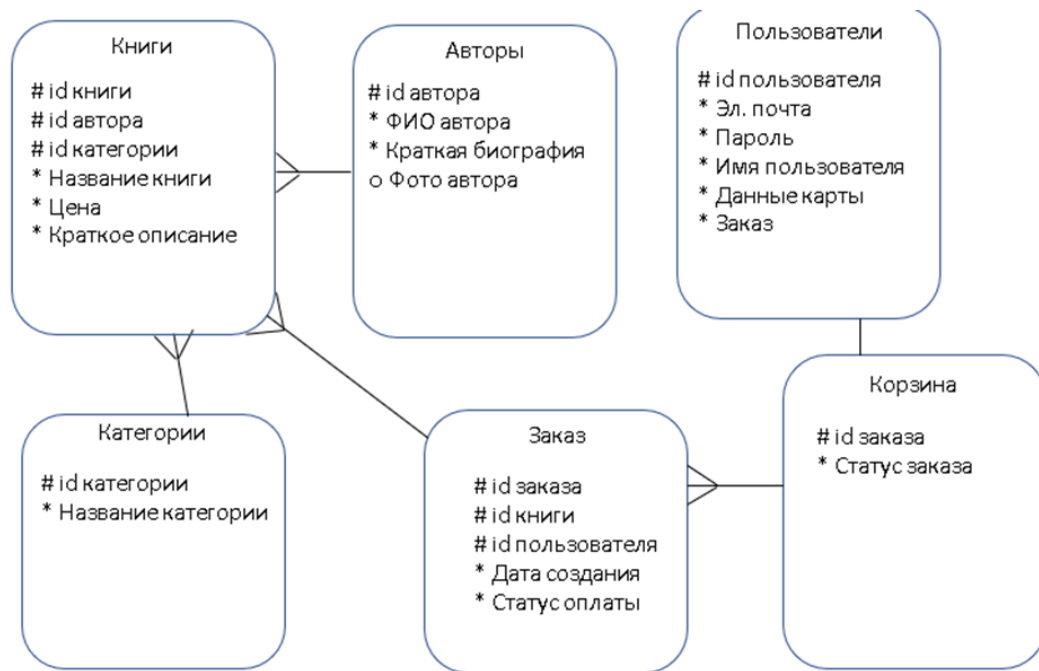 Книги
# id книги
# id автора
# id категории
* Название книги
* Цена
* Краткое описание
Авторы
# id автора
* ФИО автора
* Краткая биография
o Фото автора
Пользователи
# id пользователя
* Эл. почта
* Пароль
* Имя пользователя
* Данные карты
* Заказ
Категории
# id категории
* Название категории
Заказ
# id заказа
# id книги
# id пользователя
* Дата создания
* Статус оплаты
Корзина
# id заказа
* Статус заказа